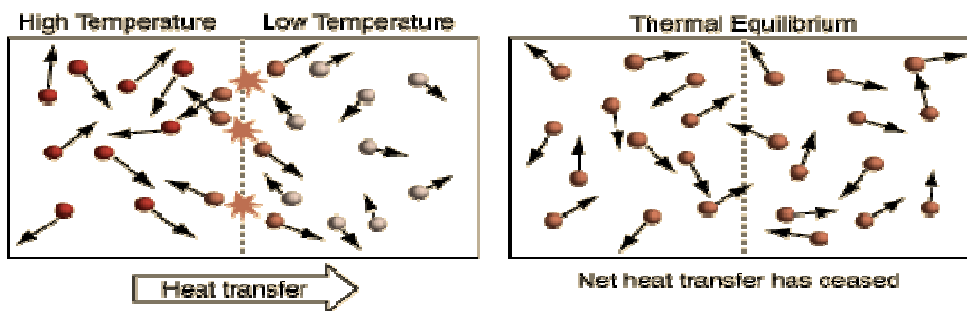 High Temperature
Low Temperature
Thermal Equilibrium
Heat transfer
Net heat transfer has ceased